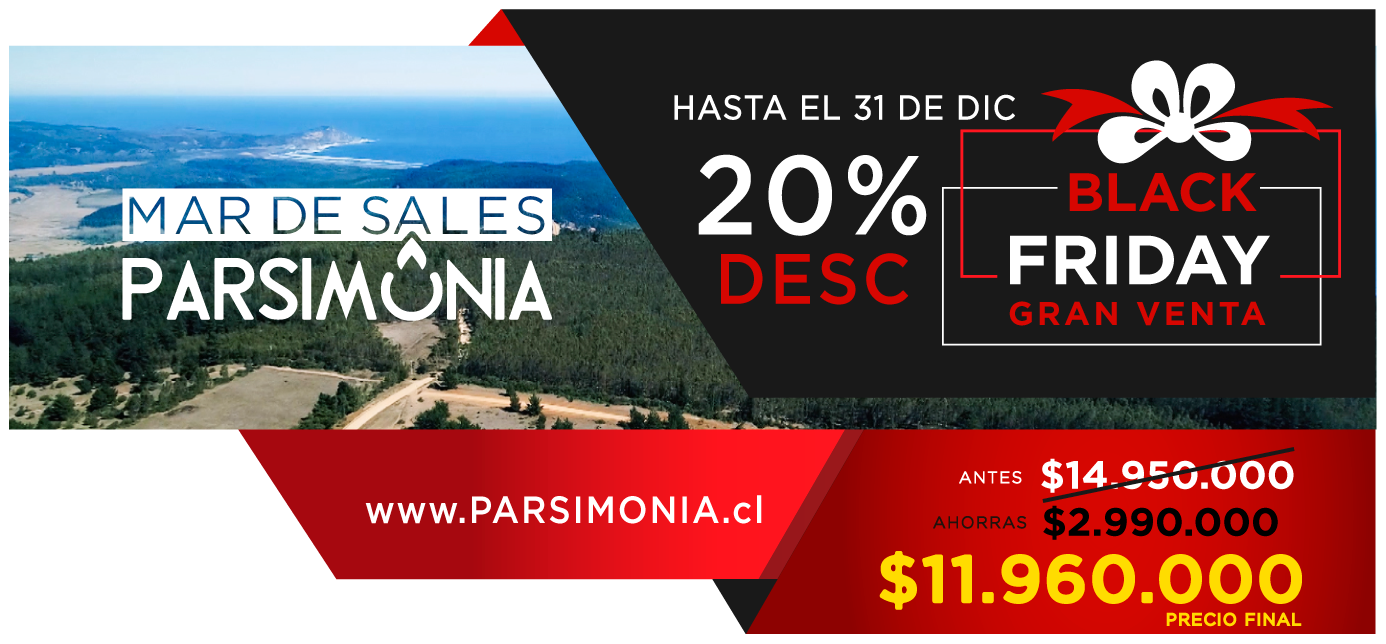 HASTA EL 31 DE DIC
20%
DESC
BLACK
FRIDAY
GRAN VENTA
MAR DE SALES
PARSIMONIA
www.PARSIMONIA.cl
ANTES $14.950.000
AHORRAS $2.990.000
$11.960.000
PRECIO FINAL